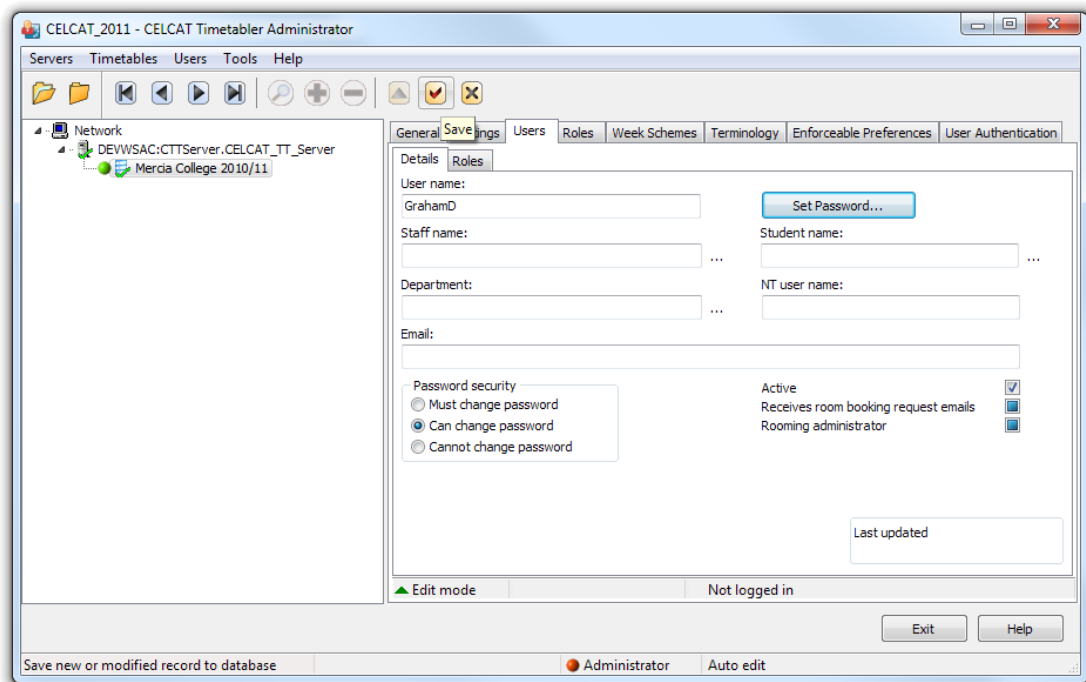 CELCAT_2011 - CELCAT Timetabler Administrator
Servers Timetables Users Tools Help
Save
Network
DEVWSAC:CTTServer.CELCAT_TT_Server
Mercia College 2010/11
General ngs Users Roles Week Schemes Terminology Enforceable Preferences User Authentication
Details Roles
User name:
GrahamD
Set Password...
Staff name:
Student name:
...
...
Department:
NT user name:
...
Email:
Password security
Must change password
Can change password
Cannot change password
Active
Receives room booking request emails
Rooming administrator
Last updated
Edit mode
Not logged in
Exit
Help
Save new or modified record to database
Administrator
Auto edit